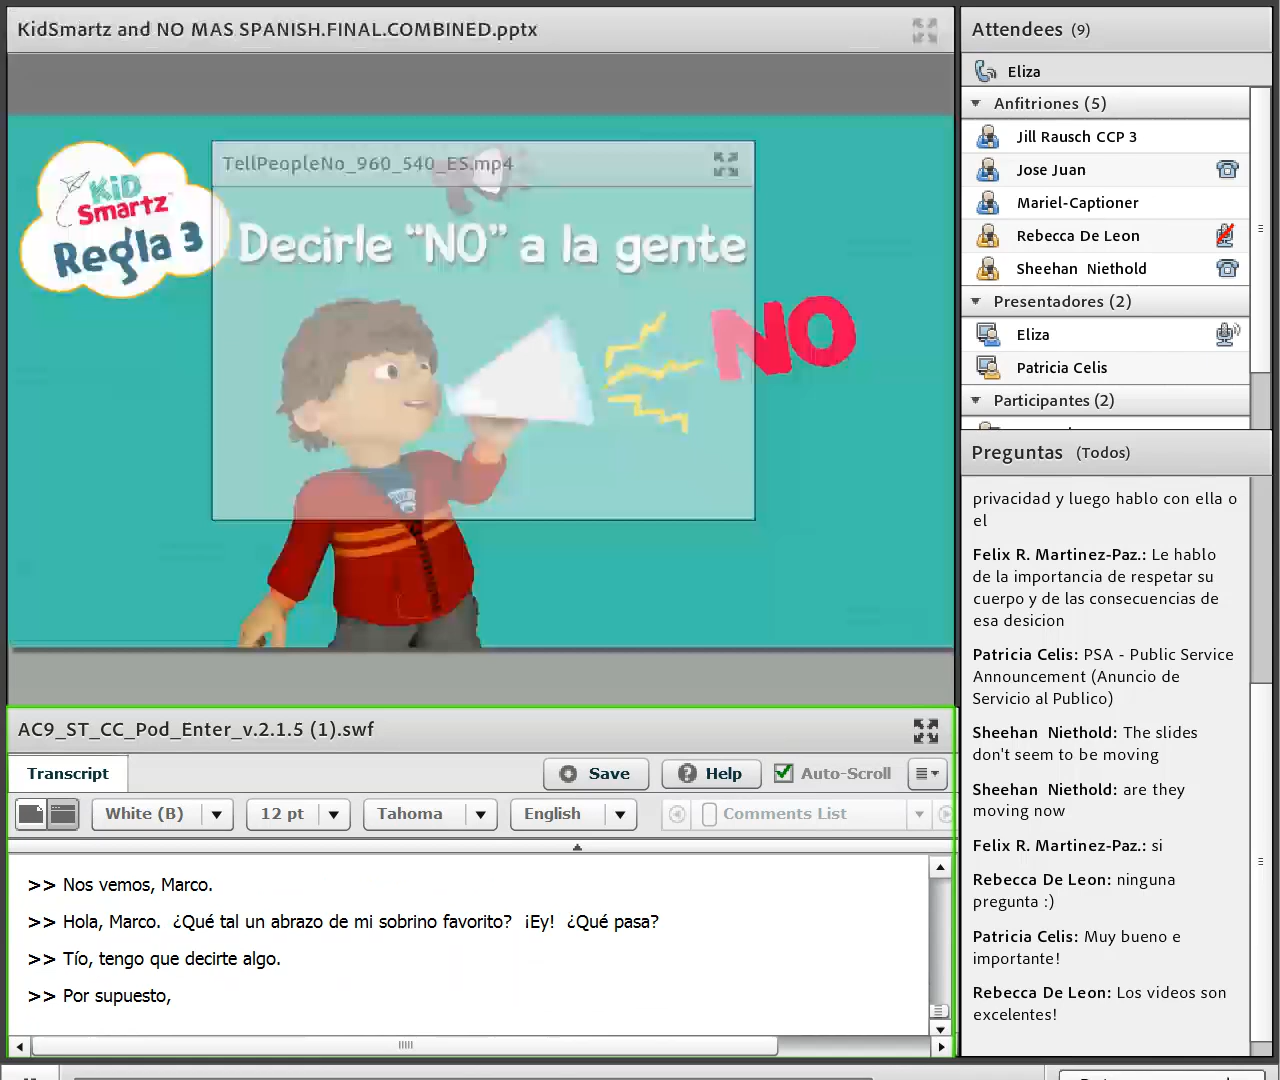 KidSmartz and NO MAS SPANISH.FINAL.COMBINED.pptx
KiD
Smartz
Regla 3
TellPeopleNo_960_540_ES.mp4
Decirle “NO” a la gente
NO
AC9_ST_CC_Pod_Enter_v.2.1.5 (1).swf
Transcript
Save
Help
Auto-Scroll
White (B)
12 pt
Tahoma
English
Comments List
>> Nos vemos, Marco.
>> Hola, Marco.  ¿Qué tal un abrazo de mi sobrino favorito?  ¡Ey!  ¿Qué pasa?
>> Tío, tengo que decirte algo.
>> Por supuesto,
Attendees (9)
Eliza
Anfitriones (5)
Jill Rausch CCP 3
Jose Juan
Mariel-Captioner
Rebecca De Leon
Sheehan Niethold
Presentadores (2)
Eliza
Patricia Celis
Participantes (2)
Preguntas (Todos)
privacidad y luego hablo con ella o
el
Felix R. Martinez-Paz.: Le hablo
de la importancia de respetar su
cuerpo y de las consecuencias de
esa desicion
Patricia Celis: PSA - Public Service
Announcement (Anuncio de
Servicio al Publico)
Sheehan Niethold: The slides
don't seem to be moving
Sheehan Niethold: are they
moving now
Felix R. Martinez-Paz.: si
Rebecca De Leon: ninguna
pregunta :)
Patricia Celis: Muy bueno e
importante!
Rebecca De Leon: Los videos son
excelentes!